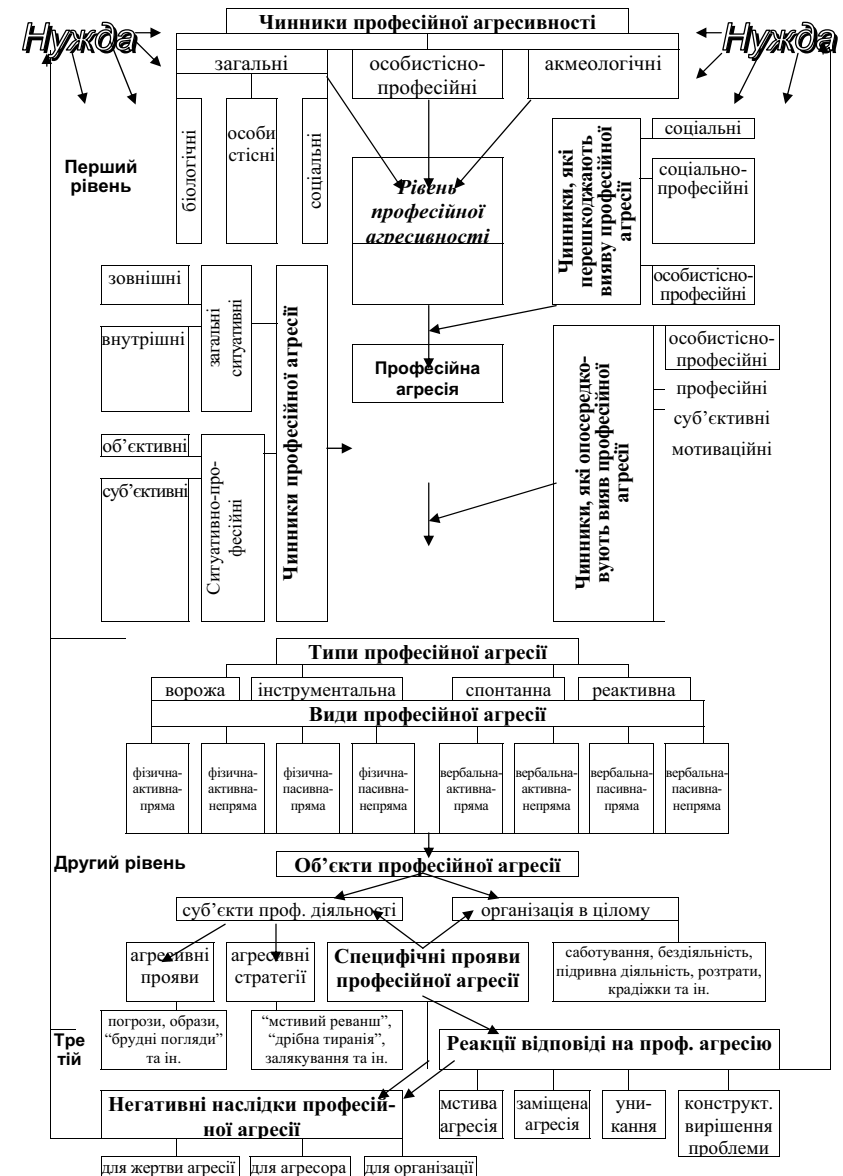 Чинники професійної агресивності
Нужда
Нужда
загальні
особистісно-
професійні
акмеологічні
біологічні
особи
стісні
соціальні
Перший
рівень
Рівень
професійної
агресивності
Чинники, які
перешкоджають
вияву професійної
агресії
соціальні
соціально-
професійні
особистісно-
професійні
зовнішні
внутрішні
загальні
ситуативні
об’єктивні
суб’єктивні
Ситуативно-про-
фесійні
Чинники професійної агресії
Професійна
агресія
Чинники, які опосередко-
вують вияв професійної
агресії
особистісно-
професійні
професійні
суб’єктивні
мотиваційні
Типи професійної агресії
ворожа
інструментальна
спонтанна
реактивна
Види професійної агресії
фізична-
активна-
пряма
фізична-
активна-
непряма
фізична-
пасивна-
пряма
фізична-
пасивна-
непряма
вербальна-
активна-
пряма
вербальна-
активна-
непряма
вербальна-
пасивна-
пряма
вербальна-
пасивна-
непряма
Другий рівень
Об’єкти професійної агресії
суб’єкти проф. діяльності
організація в цілому
агресивні
прояви
агресивні
стратегії
Специфічні прояви
професійної агресії
саботування, бездіяльність,
підривна діяльність, розтрати,
крадіжки та ін.
погрози, образи,
“брудні погляди”
та ін.
“мстивий реванш”,
“дрібна тиранія”,
залякування та ін.
Тре
тій
Реакції відповіді на проф. агресію
Негативні наслідки професій-
ної агресії
мстива
агресія
заміщена
агресія
уни-
кання
конструкт.
вирішення
проблеми
для жертви агресії
для агресора
для організації